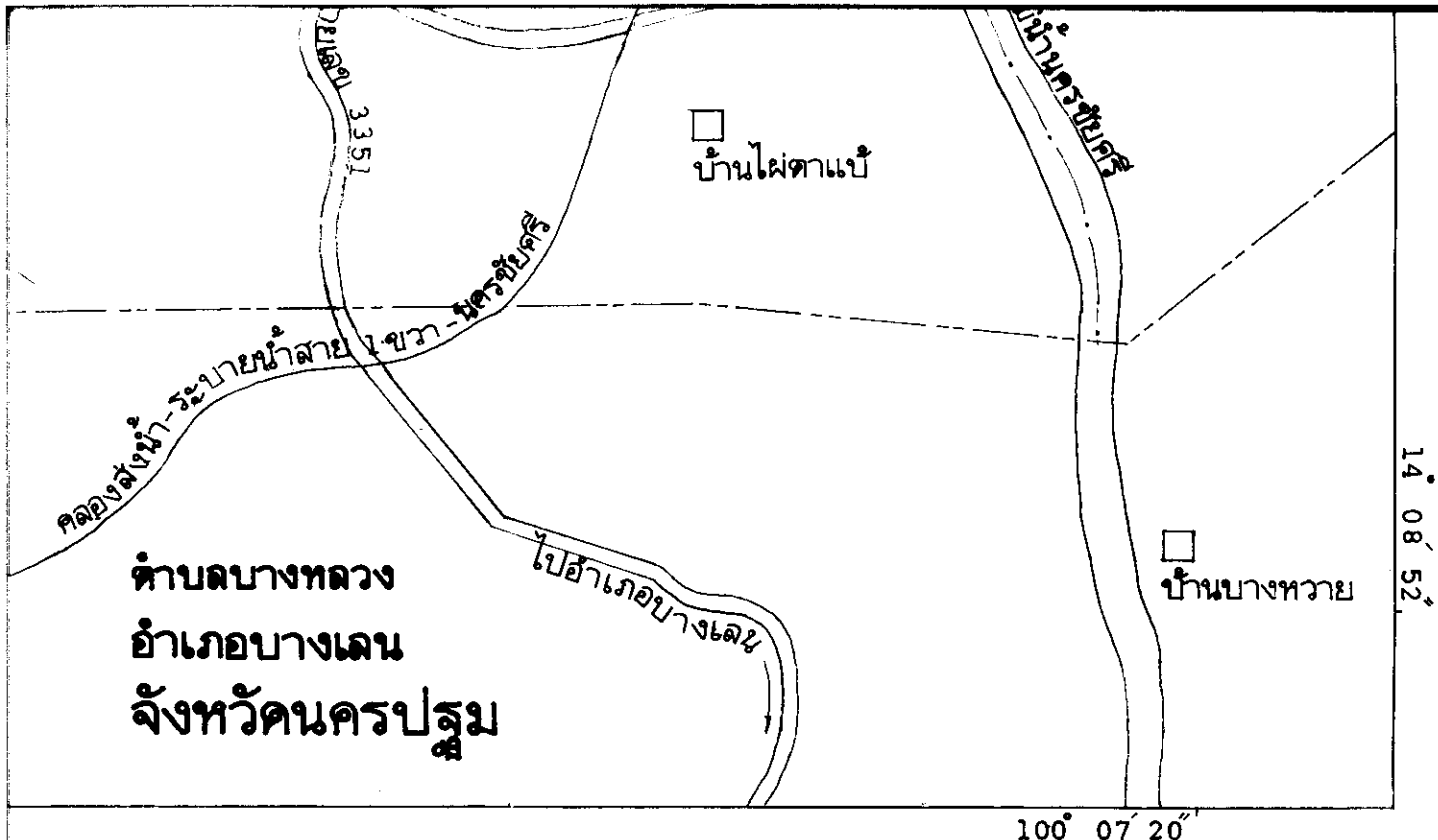 3351
น้ำนครชัยศรี
บ้านไผ่ตาแบ้
คลองส่งน้ำ-ระบายน้ำสาย 1 ขวา-นครชัยศรี
ไปอำเภอบางเลน
บ้านบางหวาย
ตำบลบางหลวง
อำเภอบางเลน
จังหวัดนครปฐม
14° 08′ 52″
100° 07′ 20″